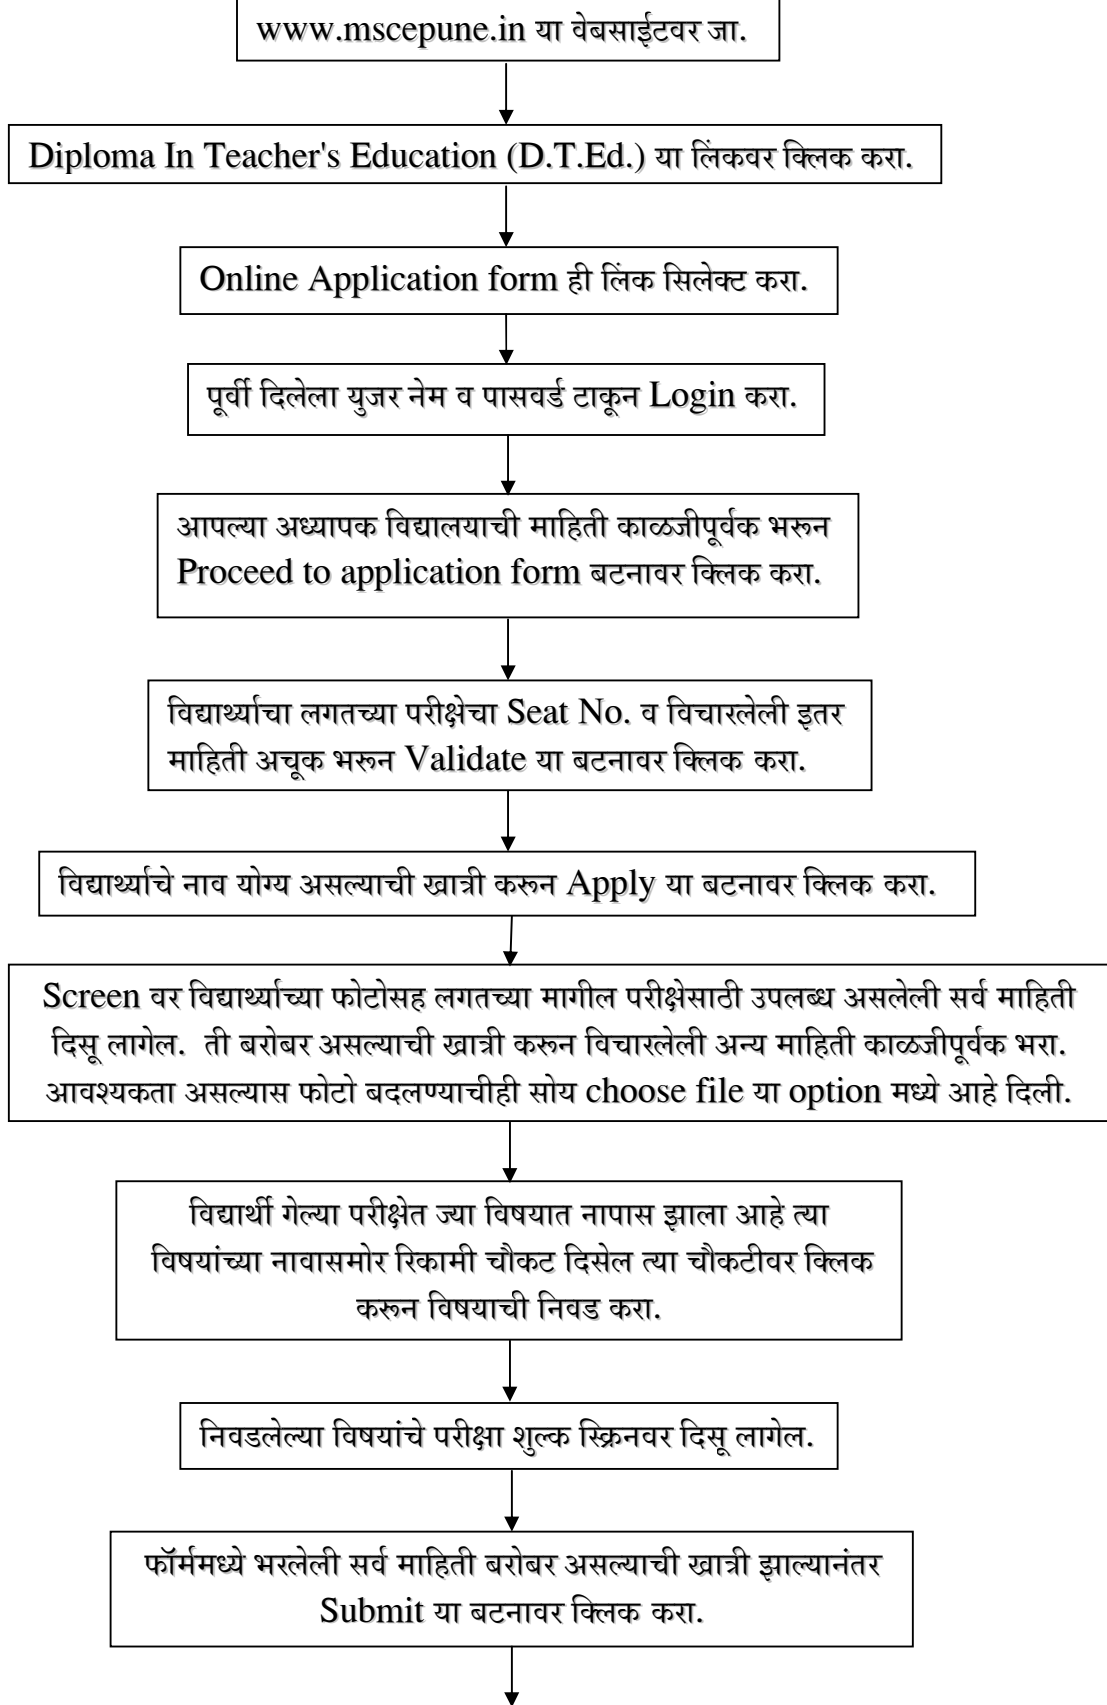 www.mscepune.in या वेबसाईटवर जा.
Diploma In Teacher's Education (D.T.Ed.) या लिंकवर क्लिक करा.
Online Application form ही लिंक सिलेक्ट करा.
पूर्वी दिलेला युजर नेम व पासवर्ड टाकून Login करा.
आपल्या अध्यापक विद्यालयाची माहिती काळजीपूर्वक भरून
Proceed to application form बटनावर क्लिक करा.
विद्यार्थ्याचा लगतच्या परीक्षेचा Seat No. व विचारलेली इतर
माहिती अचूक भरून Validate या बटनावर क्लिक करा.
विद्यार्थ्याचे नाव योग्य असल्याची खात्री करून Apply या बटनावर क्लिक करा.
Screen वर विद्यार्थ्याच्या फोटोसह लगतच्या मागील परीक्षेसाठी उपलब्ध असलेली सर्व माहिती
दिसू लागेल. ती बरोबर असल्याची खात्री करून विचारलेली अन्य माहिती काळजीपूर्वक भरा.
आवश्यकता असल्यास फोटो बदलण्याचीही सोय choose file या option मध्ये आहे दिली.
विद्यार्थी गेल्या परीक्षेत ज्या विषयात नापास झाला आहे त्या
विषयांच्या नावासमोर रिकामी चौकट दिसेल त्या चौकटीवर क्लिक
करून विषयाची निवड करा.
निवडलेल्या विषयांचे परीक्षा शुल्क स्क्रिनवर दिसू लागेल.
फॉर्ममध्ये भरलेली सर्व माहिती बरोबर असल्याची खात्री झाल्यानंतर
Submit या बटनावर क्लिक करा.